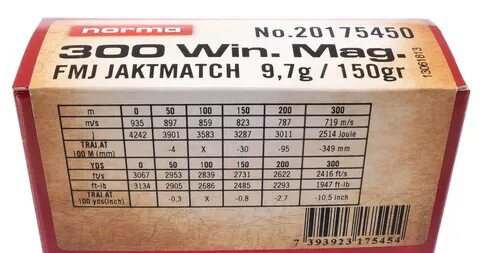 norma No.20175450
300 Win. Mag.
FMJ JAKTMATCH 9,7g / 150gr
13061813
m 0 50 100 150 200 300
m/s 935 897 859 823 787 719 m/s
j 4242 3901 3583 3287 3011 2514 Joule
TRAJ.AT
100 M (mm) -4 X -30 -95 -349 mm
YDS 0 50 100 150 200 300
ft/s 3067 2953 2839 2731 2622 2416 ft/s
ft-lb 3134 2905 2686 2485 2293 1947 ft-lb
TRAJ.AT
100 yds(inch) -0,3 X -0,8 -2,7 -10,5 inch
7 393923 175454